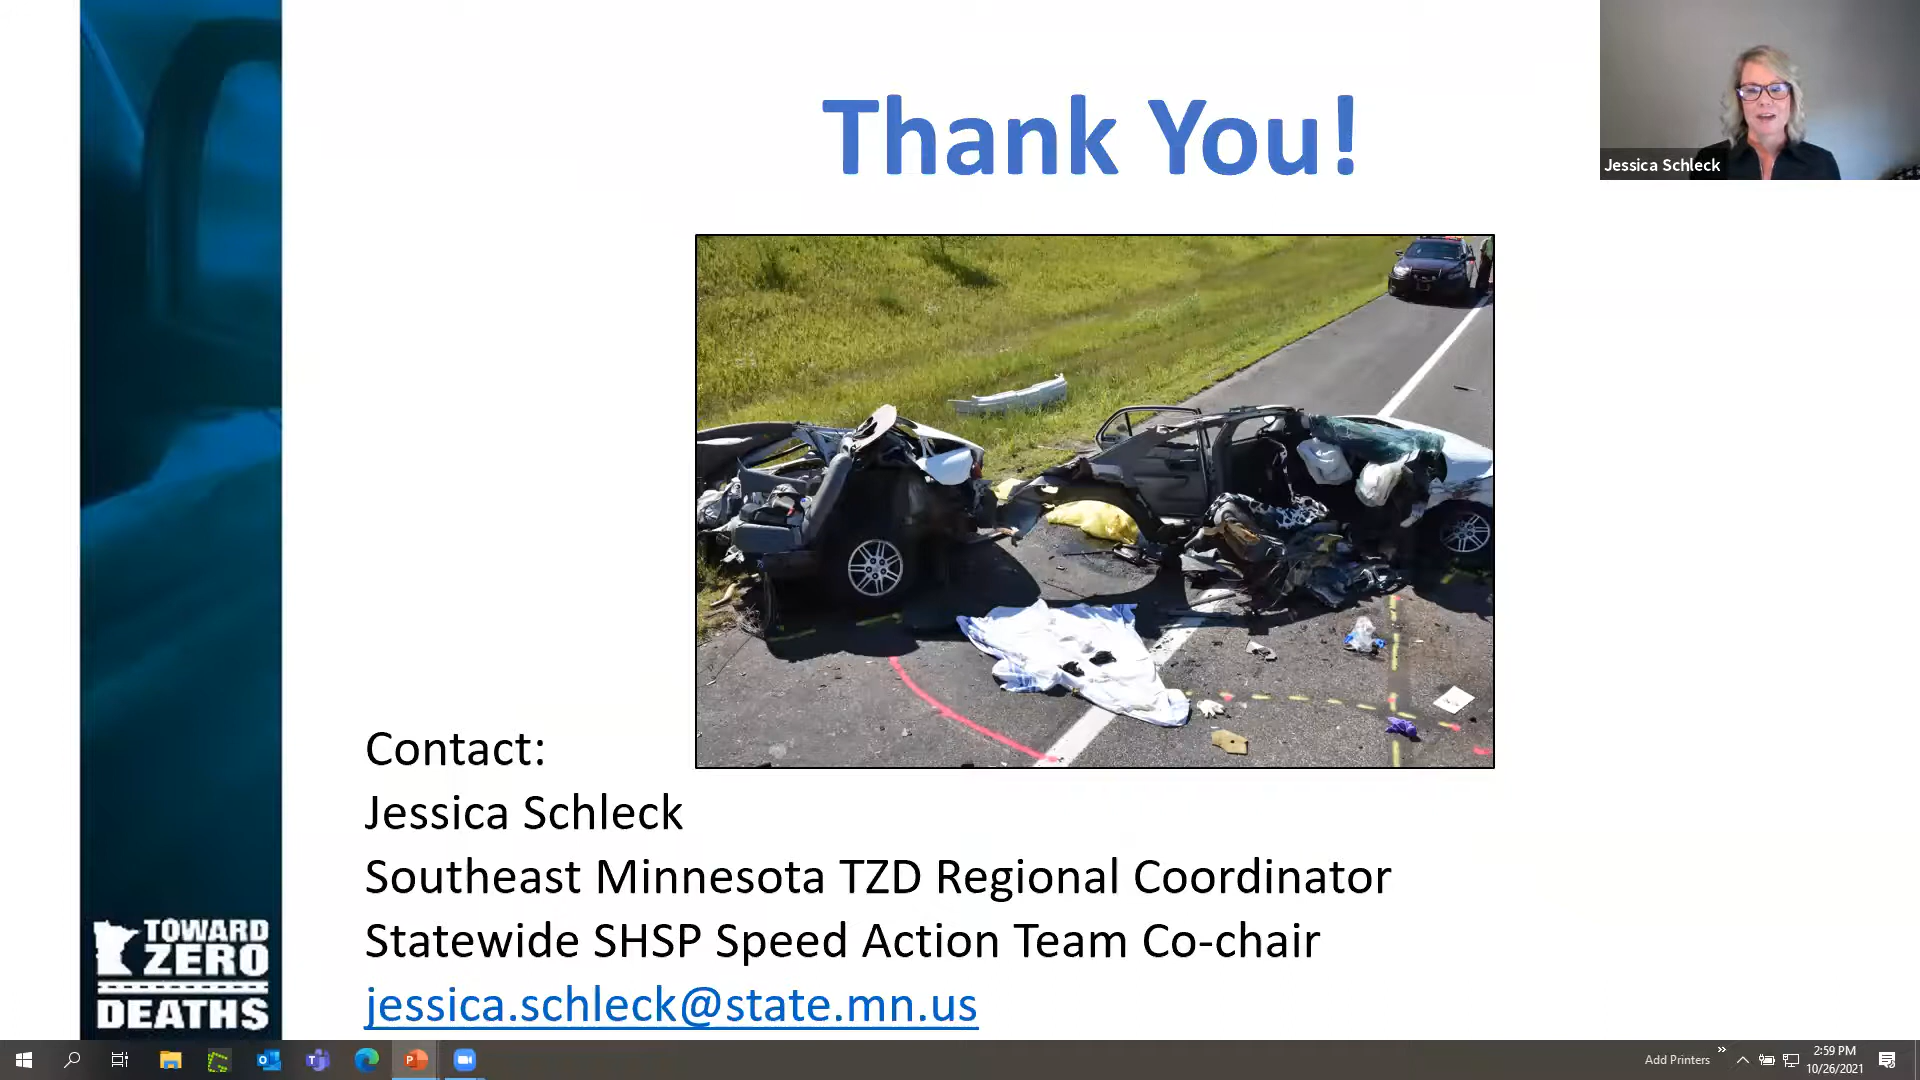 Thank You!
Jessica Schleck
Contact:
Jessica Schleck
Southeast Minnesota TZD Regional Coordinator
Statewide SHSP Speed Action Team Co-chair
jessica.schleck@state.mn.us
TOWARD
ZERO
DEATHS
Add Printers
2:59 PM
10/26/2021